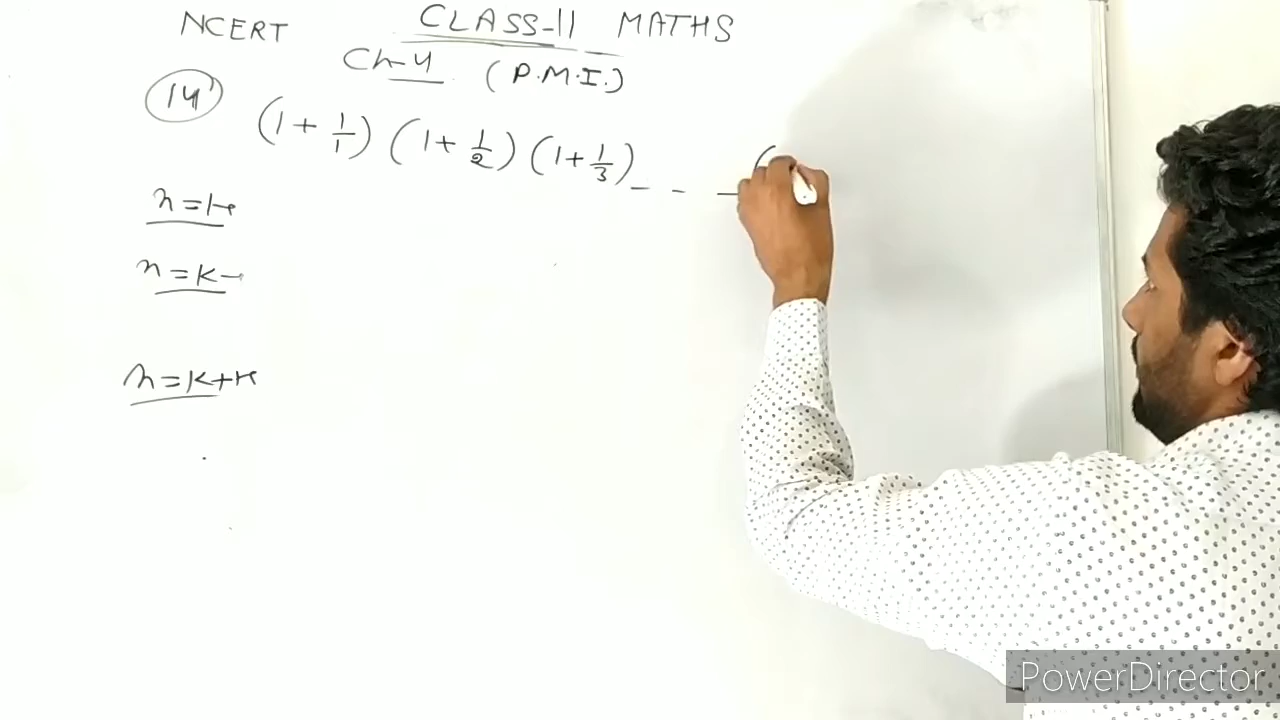 NCERT CLASS-11 MATHS
Ch-4 (P.M.I.)
14) (1 + 1/1) (1 + 1/2) (1 + 1/3) - - - (
n = 1
n = k
n = k+1
PowerDirector